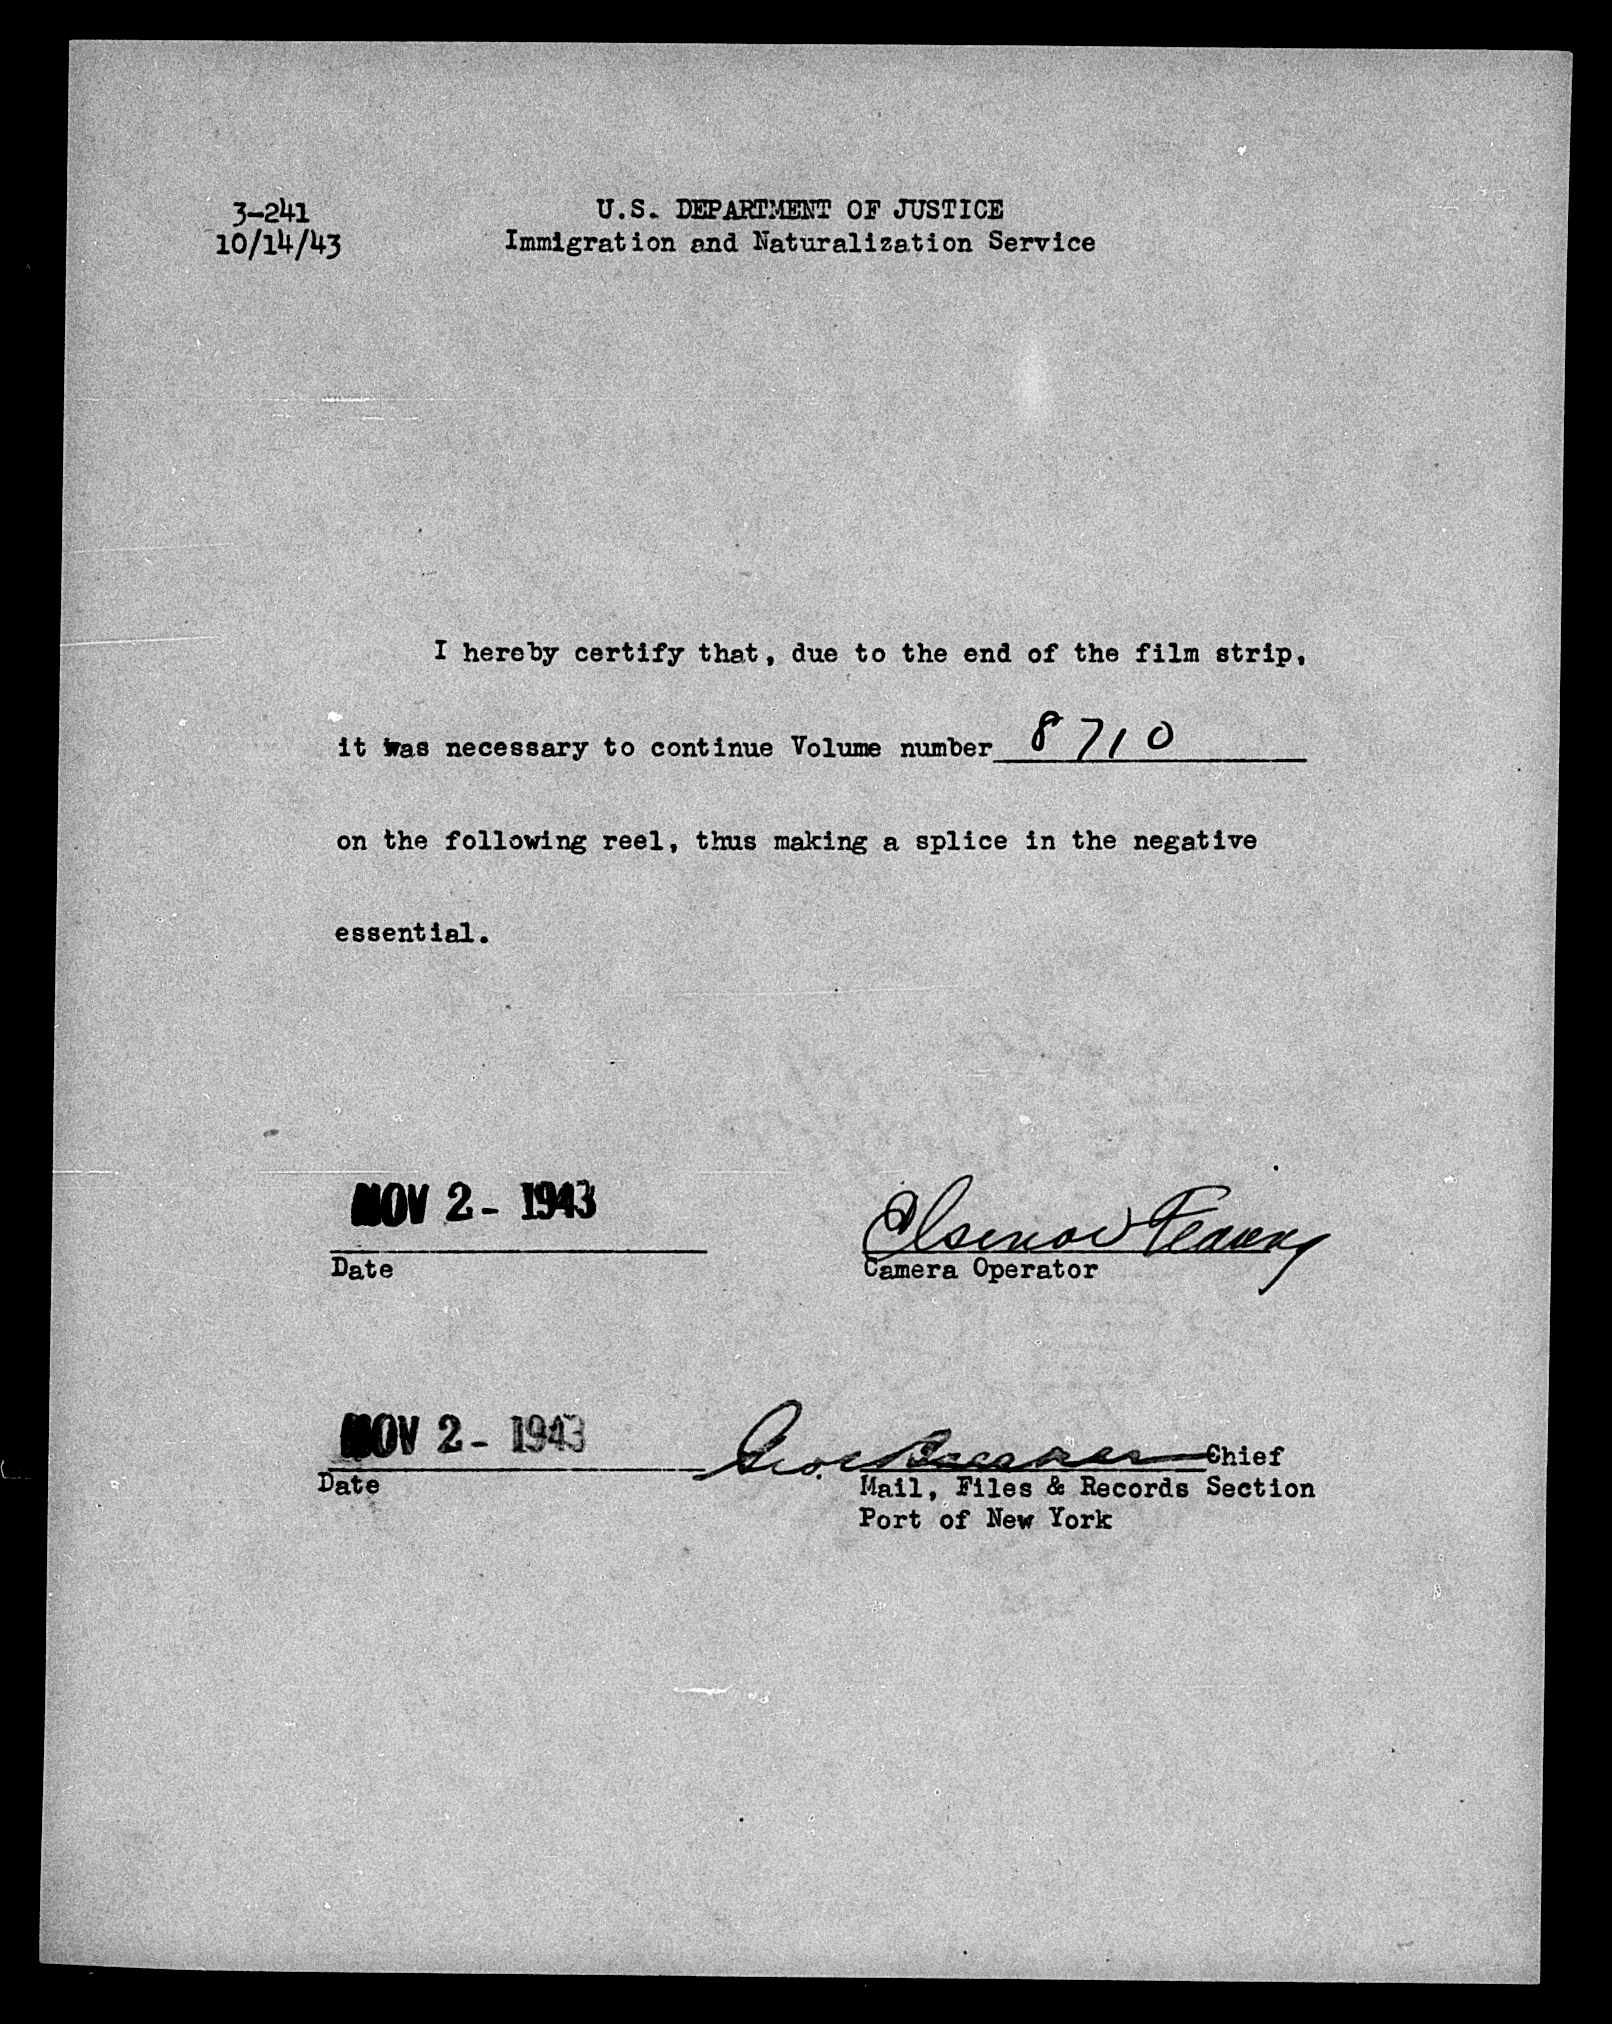 3-241
10/14/43
U.S. DEPARTMENT OF JUSTICE
Immigration and Naturalization Service
I hereby certify that, due to the end of the film strip,
it was necessary to continue Volume number 8710
on the following reel, thus making a splice in the negative
essential.
NOV 2 - 1943
Date
Camera Operator
NOV 2 - 1943
Date
Geo.
Chief
Mail, Files & Records Section
Port of New York